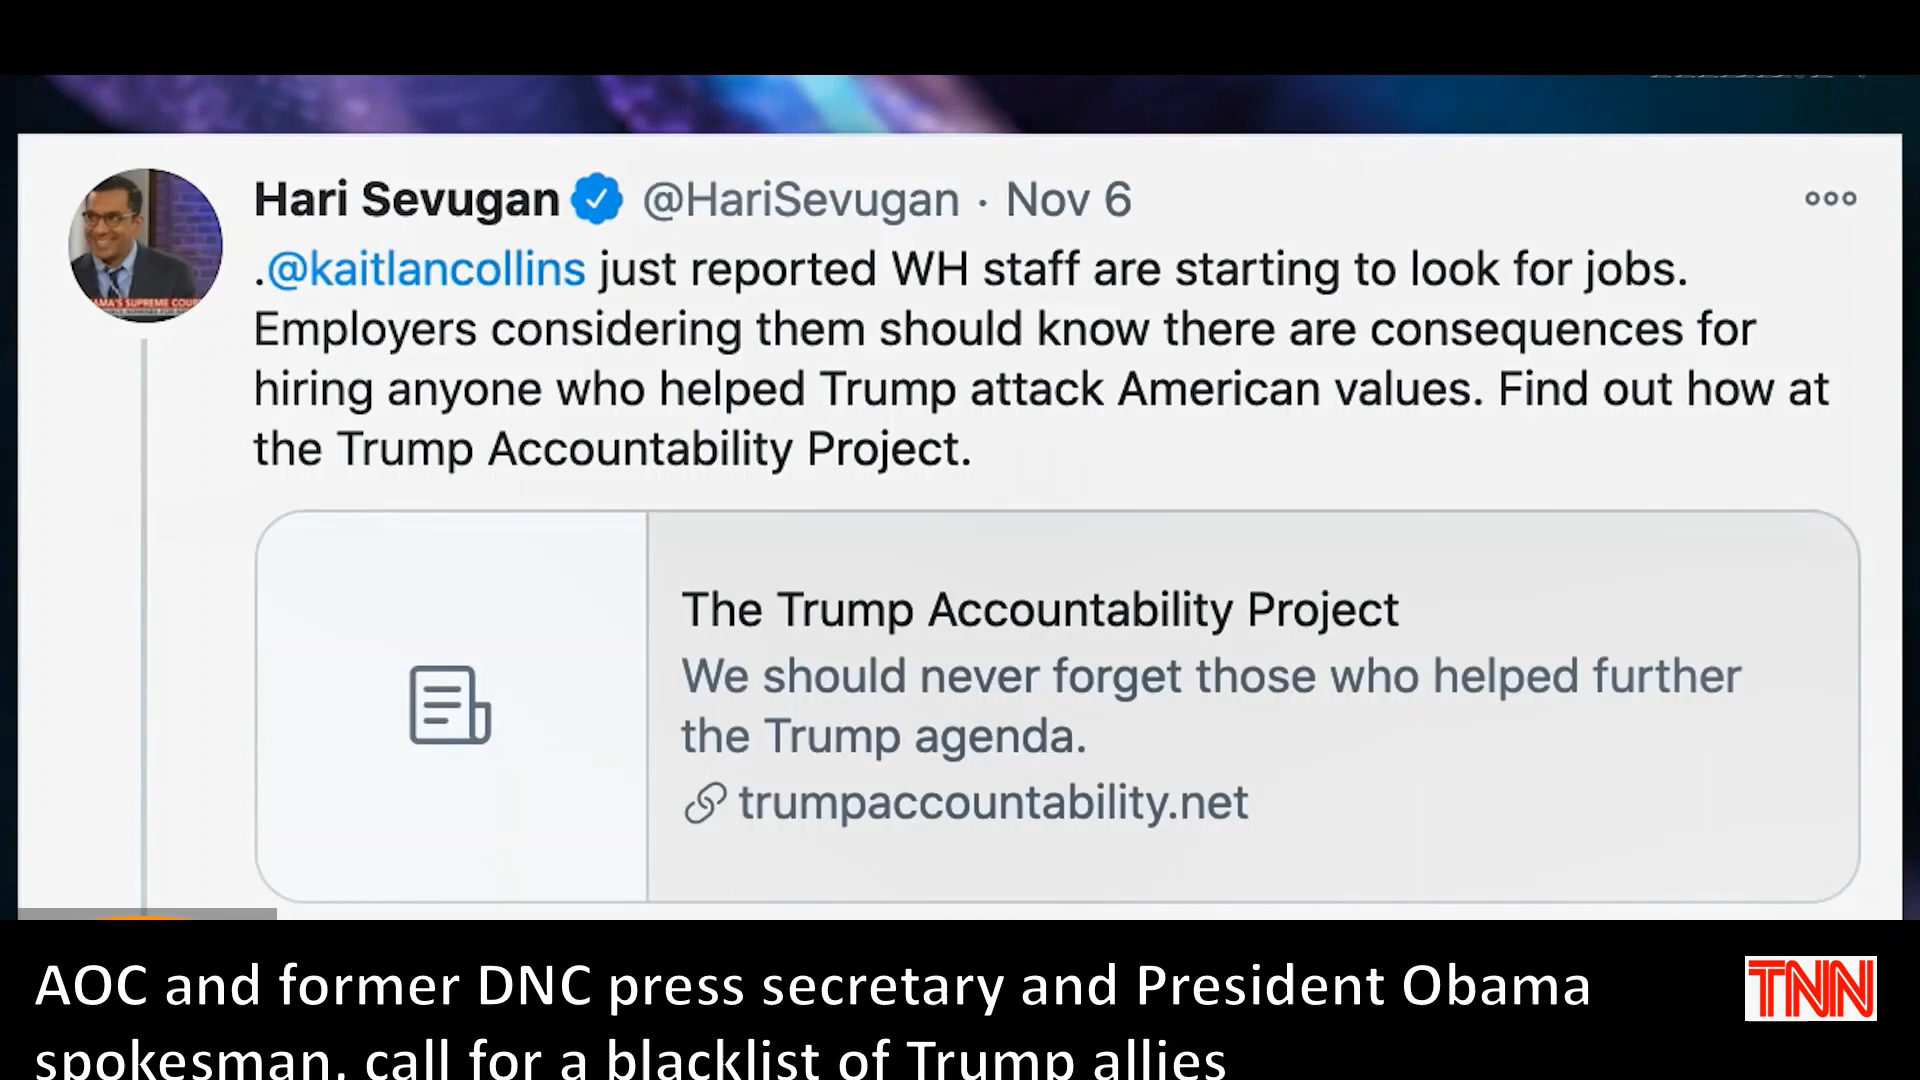 Hari Sevugan @HariSevugan · Nov 6
.@kaitlancollins just reported WH staff are starting to look for jobs.
Employers considering them should know there are consequences for
hiring anyone who helped Trump attack American values. Find out how at
the Trump Accountability Project.
The Trump Accountability Project
We should never forget those who helped further
the Trump agenda.
trumpaccountability.net
AOC and former DNC press secretary and President Obama
spokesman, call for a blacklist of Trump allies
TNN